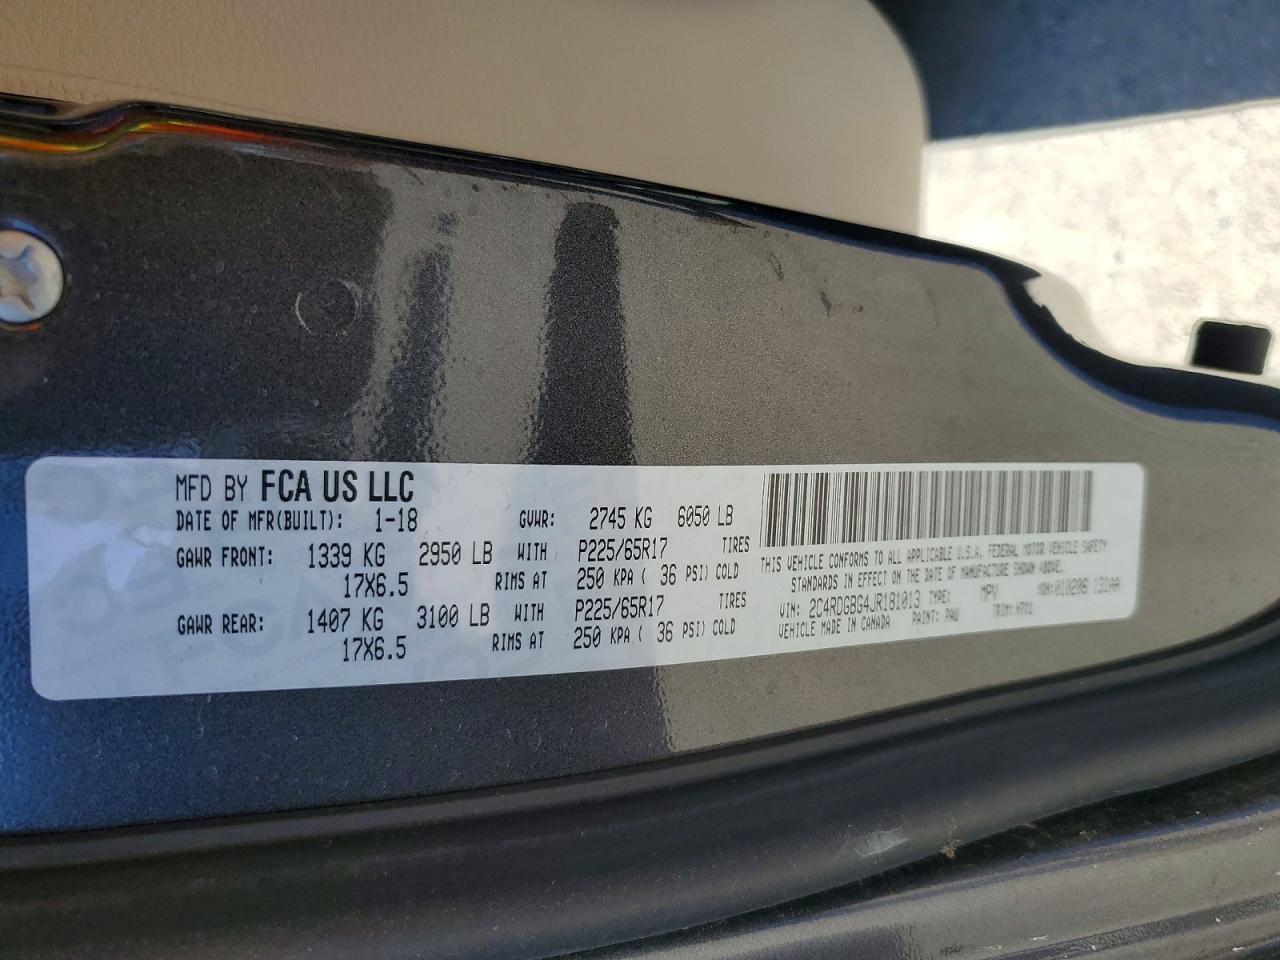 MFD BY FCA US LLC
DATE OF MFR(BUILT): 1-18 GVWR: 2745 KG 6050 LB
GAWR FRONT: 1339 KG 2950 LB WITH P225/65R17 TIRES
17X6.5 RIMS AT 250 KPA ( 36 PSI) COLD
GAWR REAR: 1407 KG 3100 LB WITH P225/65R17 TIRES
17X6.5 RIMS AT 250 KPA ( 36 PSI) COLD
THIS VEHICLE CONFORMS TO ALL APPLICABLE U.S.A. FEDERAL MOTOR VEHICLE SAFETY
STANDARDS IN EFFECT ON THE DATE OF MANUFACTURE SHOWN ABOVE.
VIN: 2C4RDGBG4JR181013 TYPE: MPV MDH:010206 131AA
VEHICLE MADE IN CANADA PAINT: PAU TRIM: H7X1